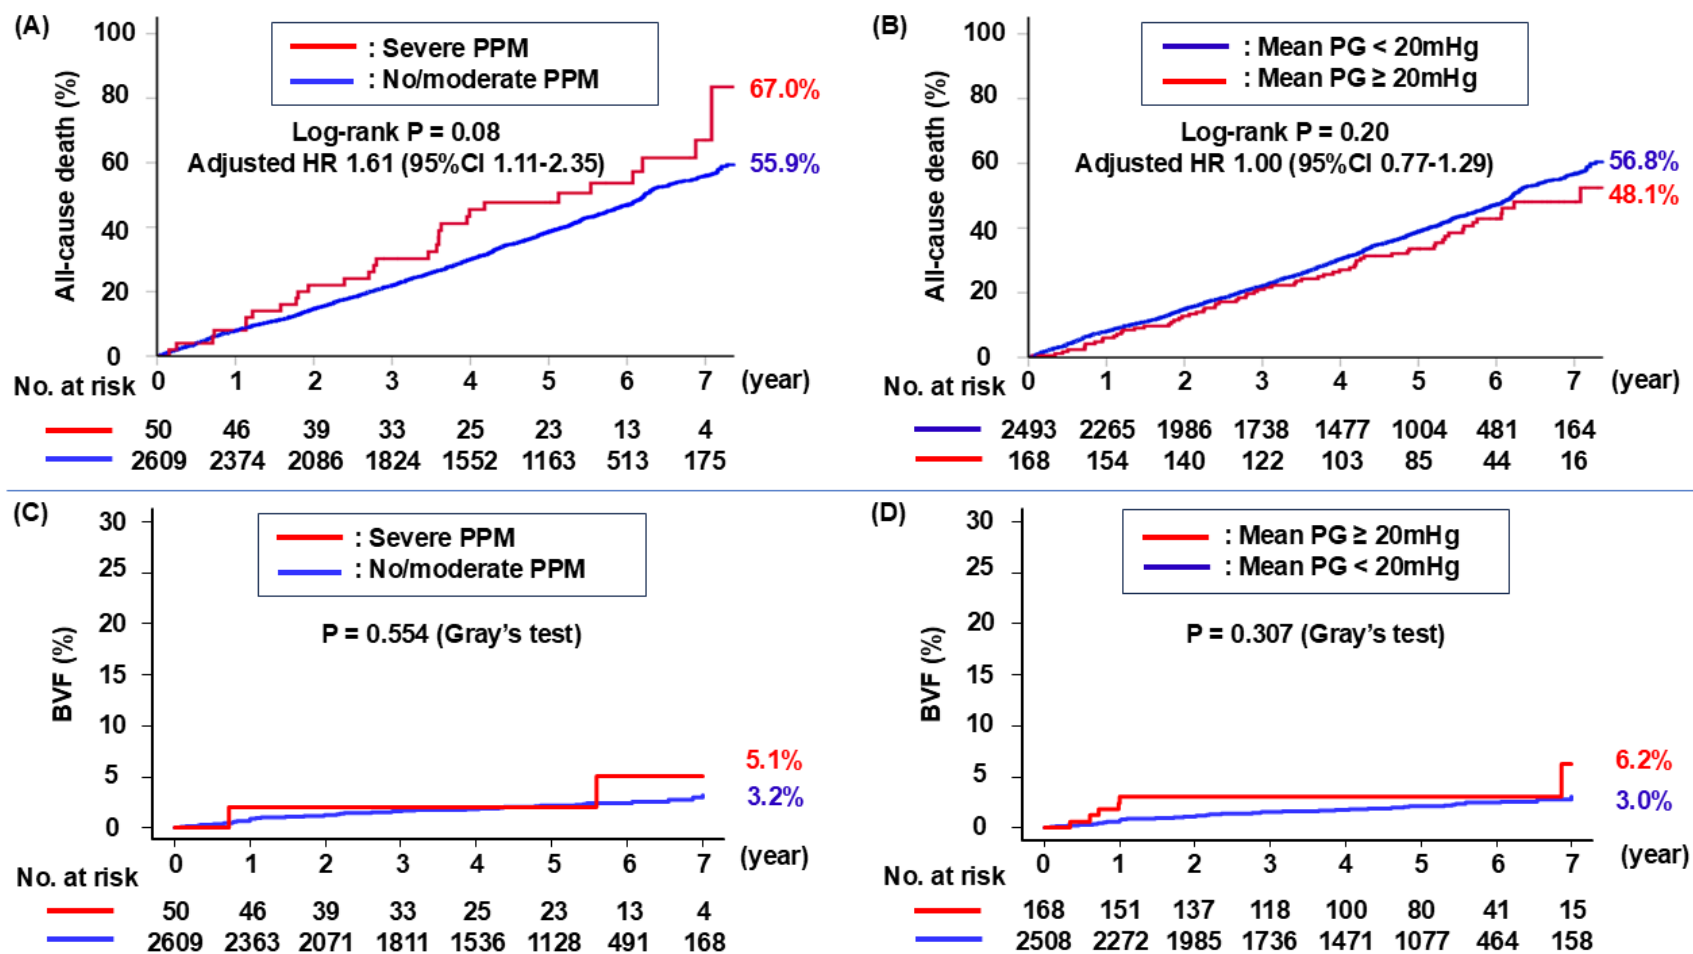 (A)
100
80
60
40
20
0
All-cause death (%)
: Severe PPM
: No/moderate PPM
Log-rank P = 0.08
Adjusted HR 1.61 (95%CI 1.11-2.35)
67.0%
55.9%
0 1 2 3 4 5 6 7 (year)
No. at risk
50 46 39 33 25 23 13 4
2609 2374 2086 1824 1552 1163 513 175
(B)
100
80
60
40
20
0
All-cause death (%)
: Mean PG < 20mHg
: Mean PG ≥ 20mHg
Log-rank P = 0.20
Adjusted HR 1.00 (95%CI 0.77-1.29)
56.8%
48.1%
0 1 2 3 4 5 6 7 (year)
No. at risk
2493 2265 1986 1738 1477 1004 481 164
168 154 140 122 103 85 44 16
(C)
30
25
20
15
10
5
0
BVF (%)
: Severe PPM
: No/moderate PPM
P = 0.554 (Gray’s test)
5.1%
3.2%
0 1 2 3 4 5 6 7 (year)
No. at risk
50 46 39 33 25 23 13 4
2609 2363 2071 1811 1536 1128 491 168
(D)
30
25
20
15
10
5
0
BVF (%)
: Mean PG ≥ 20mHg
: Mean PG < 20mHg
P = 0.307 (Gray’s test)
6.2%
3.0%
0 1 2 3 4 5 6 7 (year)
No. at risk
168 151 137 118 100 80 41 15
2508 2272 1985 1736 1471 1077 464 158